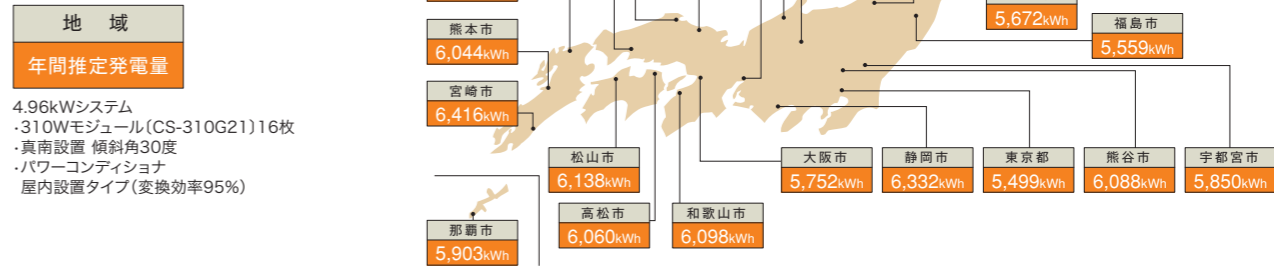 地 域
年間推定発電量
4.96kWシステム
・310Wモジュール〔CS-310G21〕16枚
・真南設置 傾斜角30度
・パワーコンディショナ
屋内設置タイプ（変換効率95%）
熊本市
6,044kWh
宮崎市
6,416kWh
那覇市
5,903kWh
5,672kWh
福島市
5,559kWh
松山市
6,138kWh
高松市
6,060kWh
和歌山市
6,098kWh
大阪市
5,752kWh
静岡市
6,332kWh
東京都
5,499kWh
熊谷市
6,088kWh
宇都宮市
5,850kWh